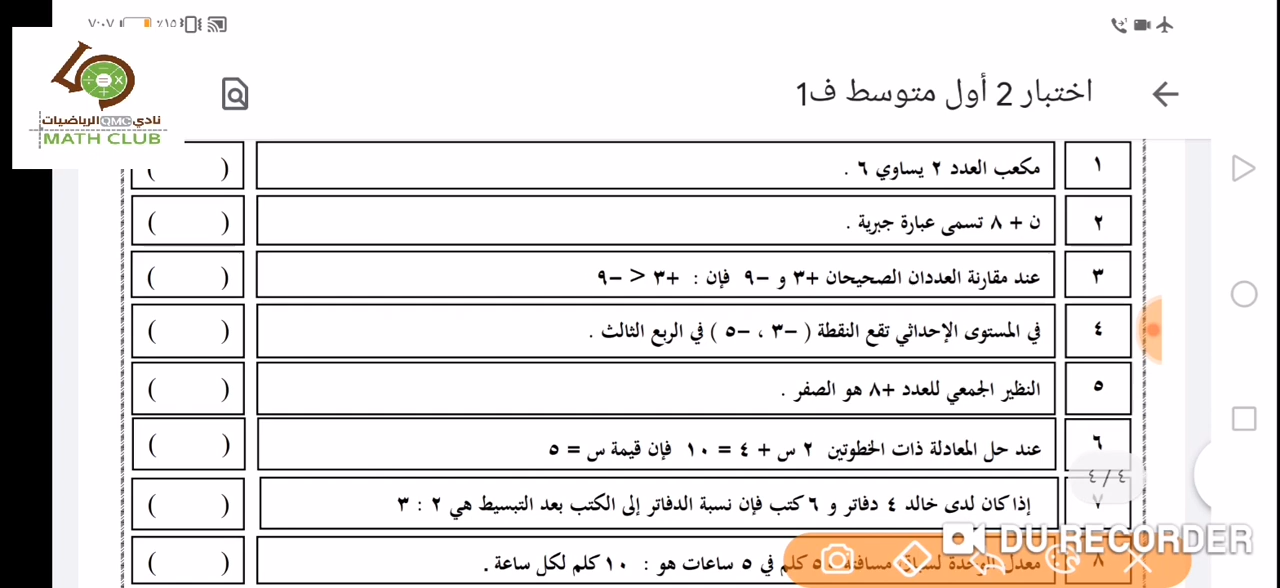 ٧:٠٧ ١٥٪
اختبار 2 أول متوسط ف1
نادي QMC الرياضيات
MATH CLUB
١ مكعب العدد ٢ يساوي ٦ . ( )
٢ ن + ٨ تسمى عبارة جبرية . ( )
٣ عند مقارنة العددان الصحيحان +٣ و −٩ فإن : +٣ < −٩ ( )
٤ في المستوى الإحداثي تقع النقطة ( −٣ ، −٥ ) في الربع الثالث . ( )
٥ النظير الجمعي للعدد +٨ هو الصفر . ( )
٦ عند حل المعادلة ذات الخطوتين ٢ س + ٤ = ١٠ فإن قيمة س = ٥ ( )
٤ / ٤
٧ إذا كان لدى خالد ٤ دفاتر و ٦ كتب فإن نسبة الدفاتر إلى الكتب بعد التبسيط هي ٢ : ٣ ( )
DU RECORDER
٨ معدل الوحدة لسباق مسافته كلم في ٥ ساعات هو : ١٠ كلم لكل ساعة . ( )